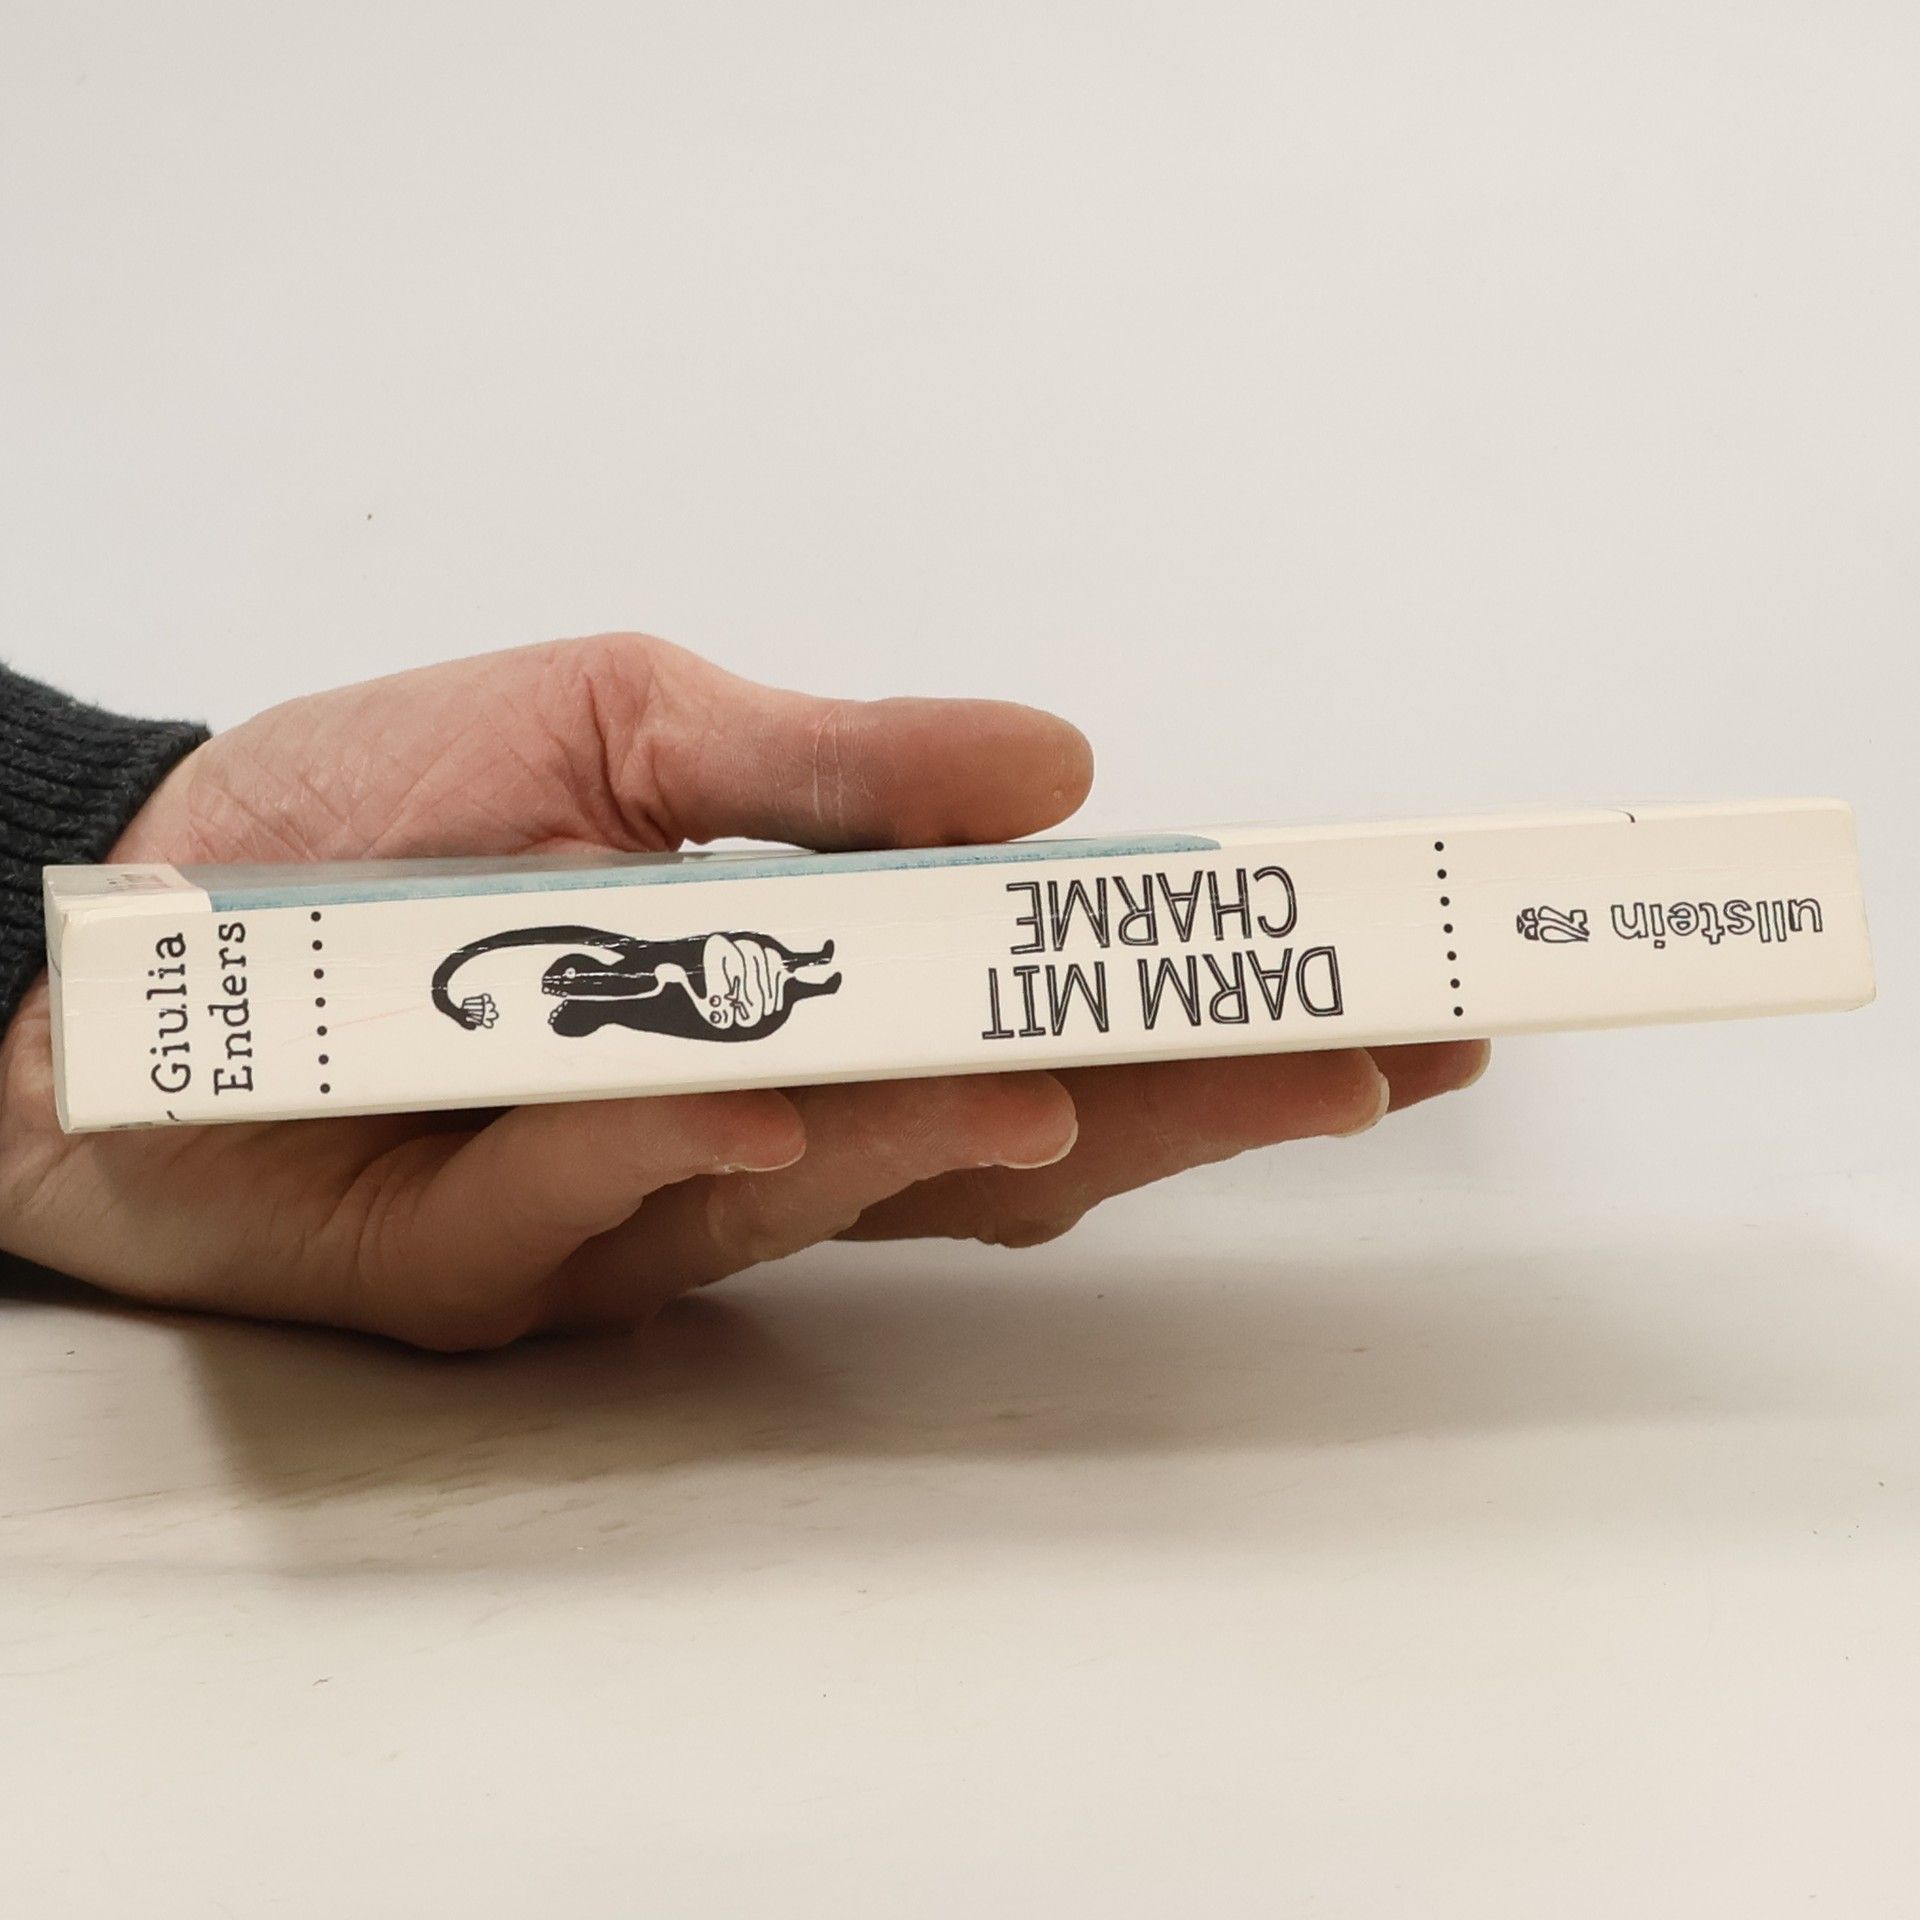 Giulia
Enders
DARM MIT
CHARME
ullstein